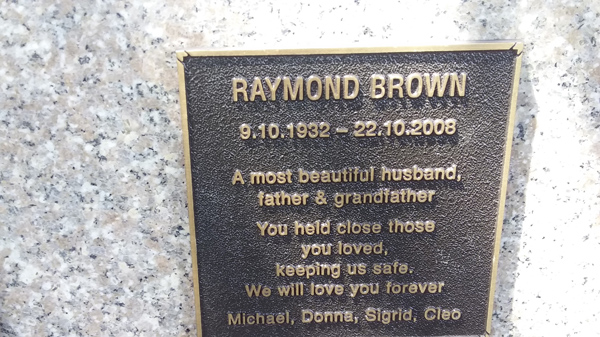 RAYMOND BROWN
9.10.1932 – 22.10.2008
A most beautiful husband,
father & grandfather
You held close those
you loved,
keeping us safe.
We will love you forever
Michael, Donna, Sigrid, Cleo